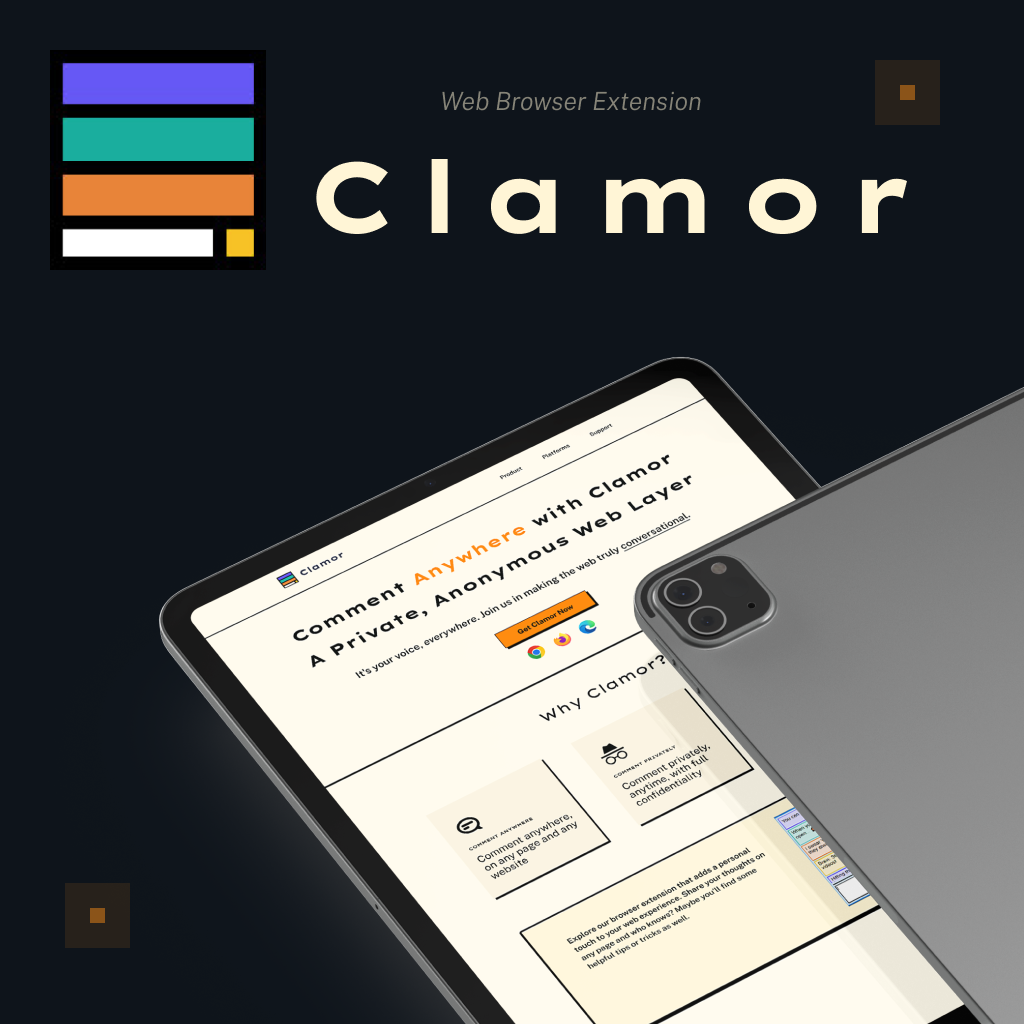 Web Browser Extension
Clamor
Clamor
Product
Platforms
Support
Comment Anywhere with Clamor
A Private, Anonymous Web Layer
It's your voice, everywhere. Join us in making the web truly conversational.
Get Clamor Now
Why Clamor?
COMMENT ANYWHERE
Comment anywhere,
on any page and any
website
COMMENT PRIVATELY
Comment privately,
anytime, with full
confidentiality
Explore our browser extension that adds a personal
touch to your web experience. Share your thoughts on
any page and who knows? Maybe you'll find some
helpful tips or tricks as well.
You can
When
open